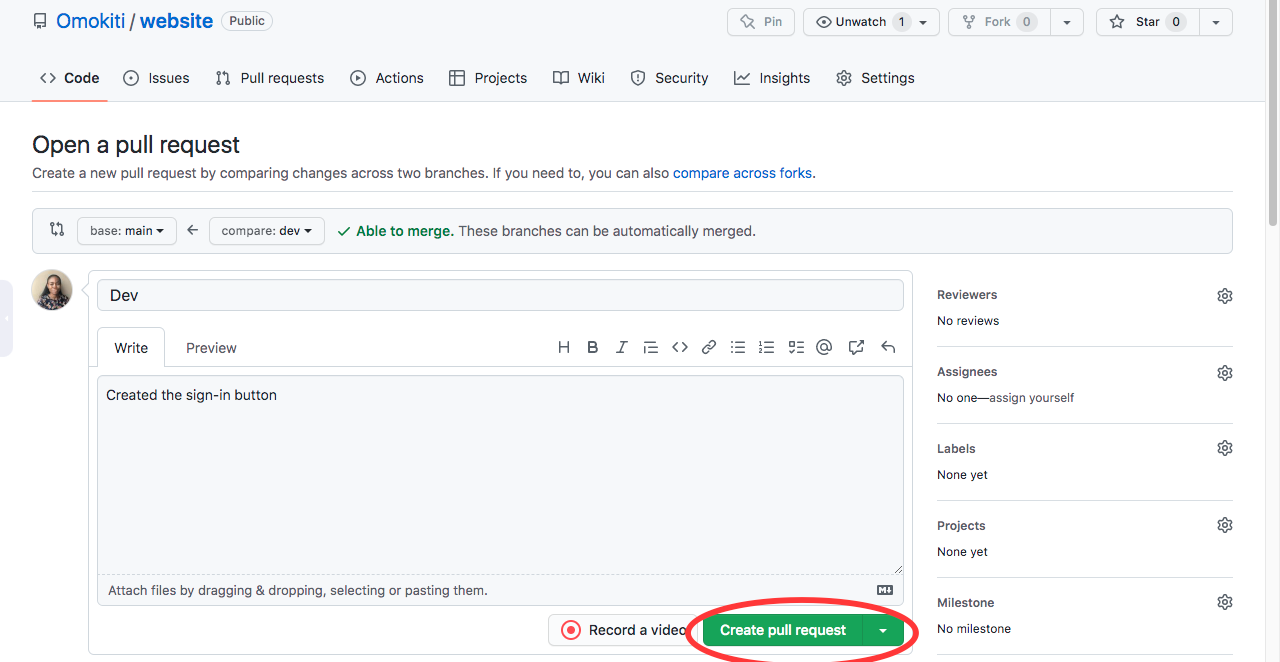 Omokiti / website Public
Pin Unwatch 1 Fork 0 Star 0
Code Issues Pull requests Actions Projects Wiki Security Insights Settings
Open a pull request
Create a new pull request by comparing changes across two branches. If you need to, you can also compare across forks.
base: main compare: dev Able to merge. These branches can be automatically merged.
Dev
Write Preview
Created the sign-in button
Attach files by dragging & dropping, selecting or pasting them.
Record a video Create pull request
Reviewers
No reviews
Assignees
No one—assign yourself
Labels
None yet
Projects
None yet
Milestone
No milestone